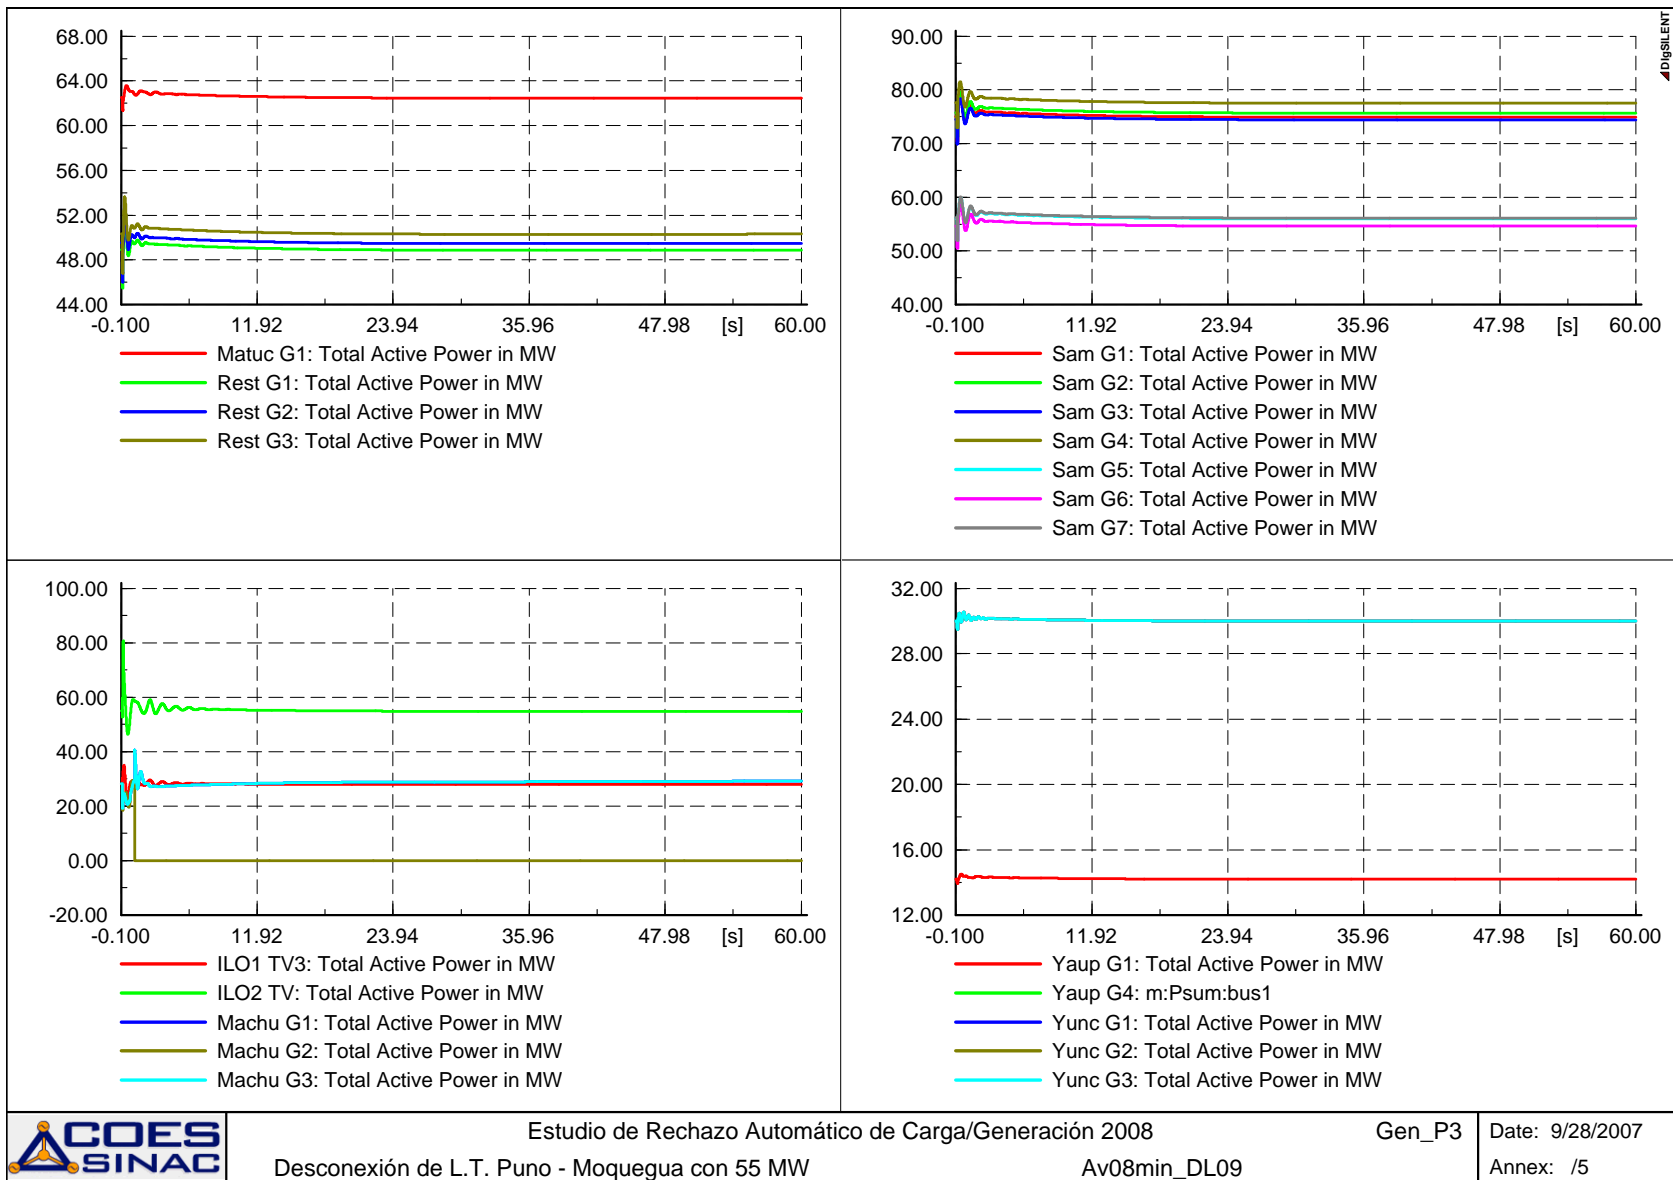 DIgSILENT
68.00
64.00
60.00
56.00
52.00
48.00
44.00
-0.100 11.92 23.94 35.96 47.98 [s] 60.00
Matuc G1: Total Active Power in MW
Rest G1: Total Active Power in MW
Rest G2: Total Active Power in MW
Rest G3: Total Active Power in MW
90.00
80.00
70.00
60.00
50.00
40.00
-0.100 11.92 23.94 35.96 47.98 [s] 60.00
Sam G1: Total Active Power in MW
Sam G2: Total Active Power in MW
Sam G3: Total Active Power in MW
Sam G4: Total Active Power in MW
Sam G5: Total Active Power in MW
Sam G6: Total Active Power in MW
Sam G7: Total Active Power in MW
100.00
80.00
60.00
40.00
20.00
0.00
-20.00
-0.100 11.92 23.94 35.96 47.98 [s] 60.00
ILO1 TV3: Total Active Power in MW
ILO2 TV: Total Active Power in MW
Machu G1: Total Active Power in MW
Machu G2: Total Active Power in MW
Machu G3: Total Active Power in MW
32.00
28.00
24.00
20.00
16.00
12.00
-0.100 11.92 23.94 35.96 47.98 [s] 60.00
Yaup G1: Total Active Power in MW
Yaup G4: m:Psum:bus1
Yunc G1: Total Active Power in MW
Yunc G2: Total Active Power in MW
Yunc G3: Total Active Power in MW
COES
SINAC
Estudio de Rechazo Automático de Carga/Generación 2008 Gen_P3
Desconexión de L.T. Puno - Moquegua con 55 MW Av08min_DL09
Date: 9/28/2007
Annex: /5